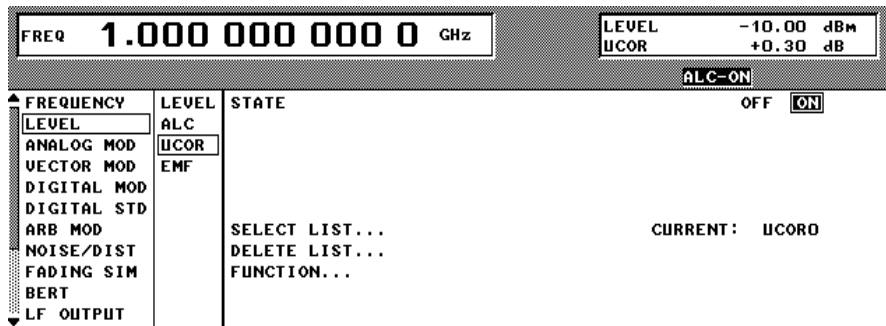 FREQ 1.000 000 000 0 GHz
LEVEL -10.00 dBm
UCOR +0.30 dB
ALC-ON
FREQUENCY
LEVEL
ANALOG MOD
VECTOR MOD
DIGITAL MOD
DIGITAL STD
ARB MOD
NOISE/DIST
FADING SIM
BERT
LF OUTPUT
LEVEL
ALC
UCOR
EMF
STATE OFF ON
SELECT LIST... CURRENT: UCOR0
DELETE LIST...
FUNCTION...